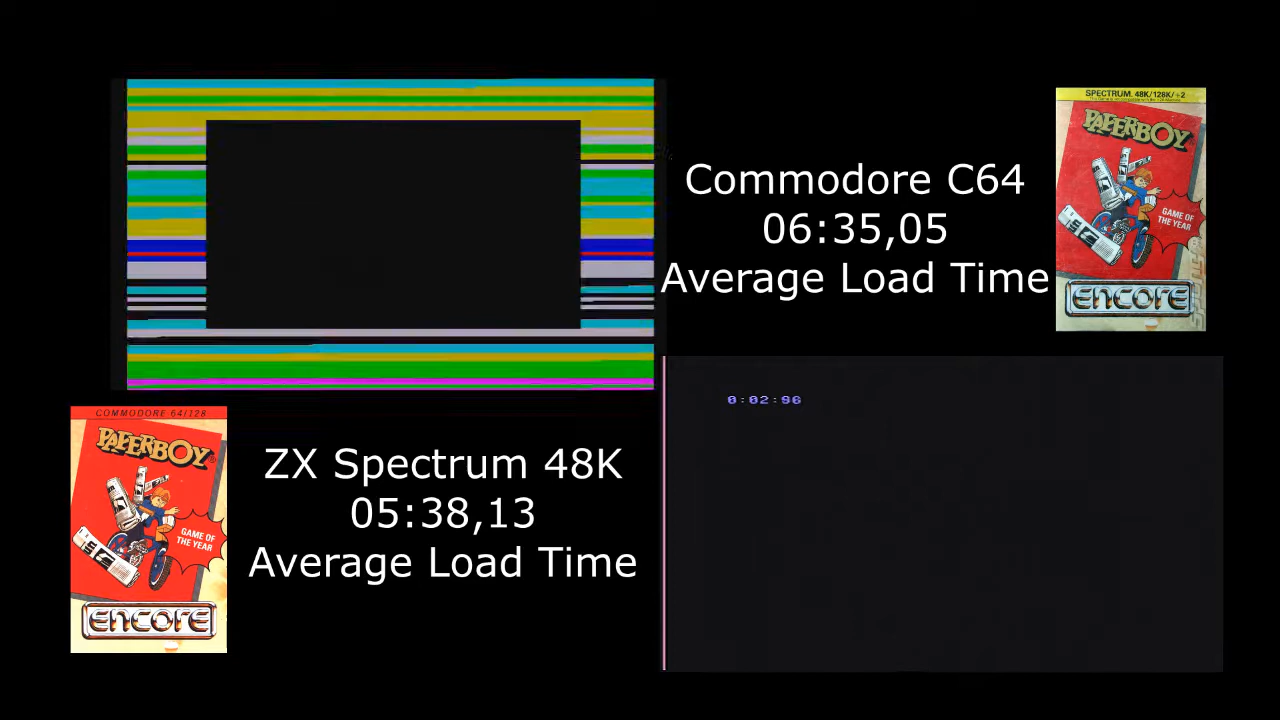 Commodore C64
06:35,05
Average Load Time
SPECTRUM 48K/128K/+2
PAPERBOY
GAME OF
THE YEAR
ENCORE
0:02:96
COMMODORE 64/128
PAPERBOY
GAME OF
THE YEAR
ENCORE
ZX Spectrum 48K
05:38,13
Average Load Time